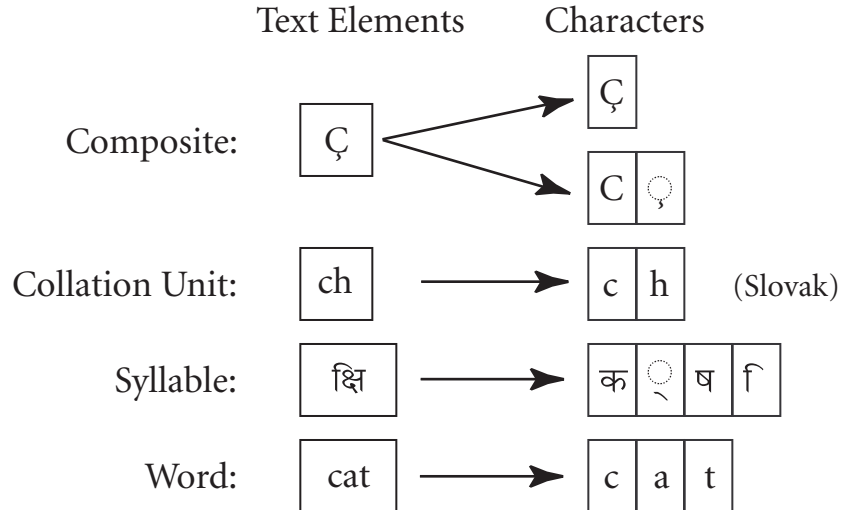 Text Elements Characters
Ç
Composite: Ç
C ◌̧
Collation Unit: ch c h (Slovak)
Syllable: क्षि क ◌् ष ि
Word: cat c a t